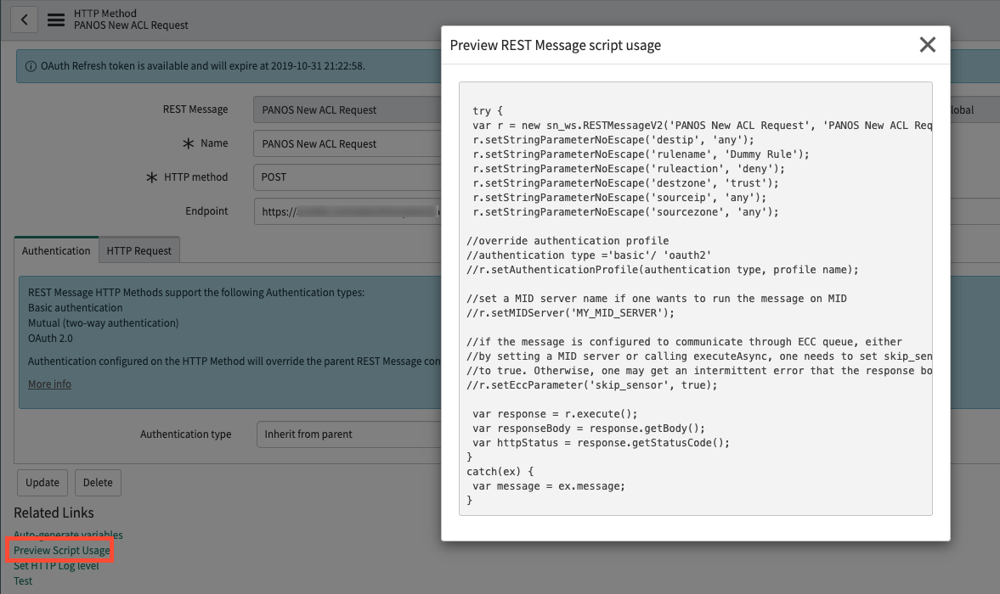 HTTP Method
PANOS New ACL Request
OAuth Refresh token is available and will expire at 2019-10-31 21:22:58.
REST Message
PANOS New ACL Request
lobal
Name
PANOS New ACL Request
HTTP method
POST
Endpoint
https://
Authentication
HTTP Request
REST Message HTTP Methods support the following Authentication types:
Basic authentication
Mutual (two-way authentication)
OAuth 2.0
Authentication configured on the HTTP Method will override the parent REST Message con
More info
Authentication type
Inherit from parent
Update
Delete
Related Links
Auto-generate variables
Preview Script Usage
Set HTTP Log level
Test
Preview REST Message script usage
try {
var r = new sn_ws.RESTMessageV2('PANOS New ACL Request', 'PANOS New ACL Req
r.setStringParameterNoEscape('destip', 'any');
r.setStringParameterNoEscape('rulename', 'Dummy Rule');
r.setStringParameterNoEscape('ruleaction', 'deny');
r.setStringParameterNoEscape('destzone', 'trust');
r.setStringParameterNoEscape('sourceip', 'any');
r.setStringParameterNoEscape('sourcezone', 'any');
//override authentication profile
//authentication type ='basic'/ 'oauth2'
//r.setAuthenticationProfile(authentication type, profile name);
//set a MID server name if one wants to run the message on MID
//r.setMIDServer('MY_MID_SERVER');
//if the message is configured to communicate through ECC queue, either
//by setting a MID server or calling executeAsync, one needs to set skip_sen
//to true. Otherwise, one may get an intermittent error that the response bo
//r.setEccParameter('skip_sensor', true);
var response = r.execute();
var responseBody = response.getBody();
var httpStatus = response.getStatusCode();
}
catch(ex) {
var message = ex.message;
}